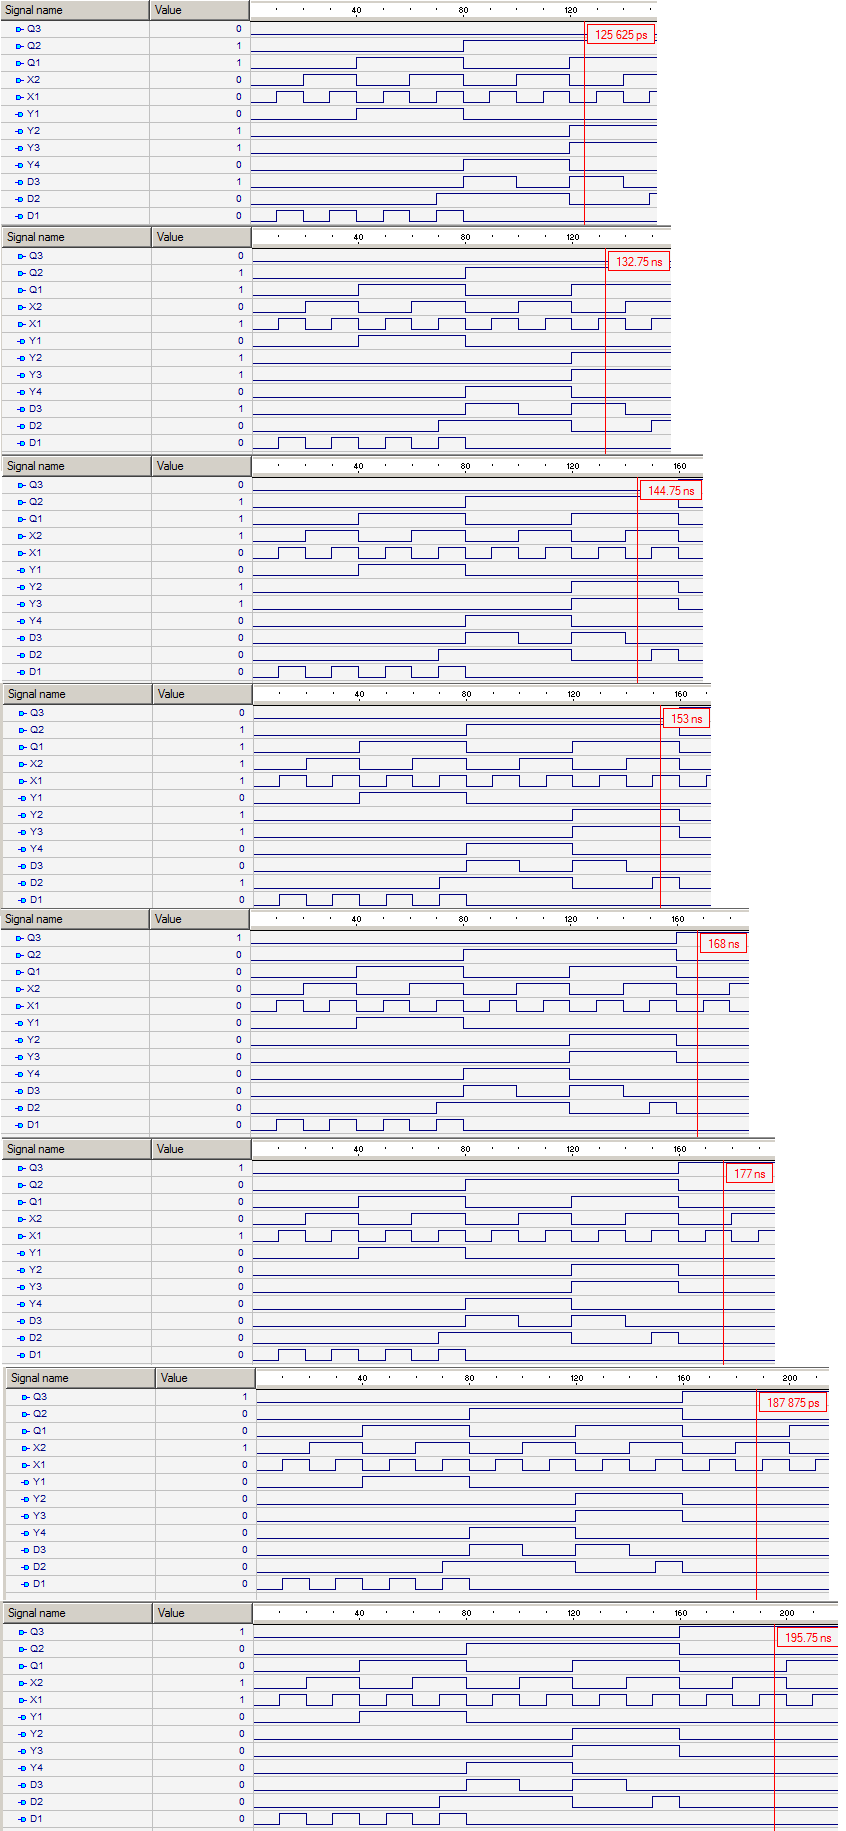 Signal name Value 40 80 120
Q3 0
Q2 1 125 625 ps
Q1 1
X2 0
X1 0
Y1 0
Y2 1
Y3 1
Y4 0
D3 1
D2 0
D1 0
Signal name Value 40 80 120
Q3 0 132.75 ns
Q2 1
Q1 1
X2 0
X1 1
Y1 0
Y2 1
Y3 1
Y4 0
D3 1
D2 0
D1 0
Signal name Value 40 80 120 160
Q3 0 144.75 ns
Q2 1
Q1 1
X2 1
X1 0
Y1 0
Y2 1
Y3 1
Y4 0
D3 0
D2 0
D1 0
Signal name Value 40 80 120 160
Q3 0 153 ns
Q2 1
Q1 1
X2 1
X1 1
Y1 0
Y2 1
Y3 1
Y4 0
D3 0
D2 1
D1 0
Signal name Value 40 80 120 160
Q3 1 168 ns
Q2 0
Q1 0
X2 0
X1 0
Y1 0
Y2 0
Y3 0
Y4 0
D3 0
D2 0
D1 0
Signal name Value 40 80 120 160
Q3 1 177 ns
Q2 0
Q1 0
X2 0
X1 1
Y1 0
Y2 0
Y3 0
Y4 0
D3 0
D2 0
D1 0
Signal name Value 40 80 120 160 200
Q3 1 187 875 ps
Q2 0
Q1 0
X2 1
X1 0
Y1 0
Y2 0
Y3 0
Y4 0
D3 0
D2 0
D1 0
Signal name Value 40 80 120 160 200
Q3 1 195.75 ns
Q2 0
Q1 0
X2 1
X1 1
Y1 0
Y2 0
Y3 0
Y4 0
D3 0
D2 0
D1 0